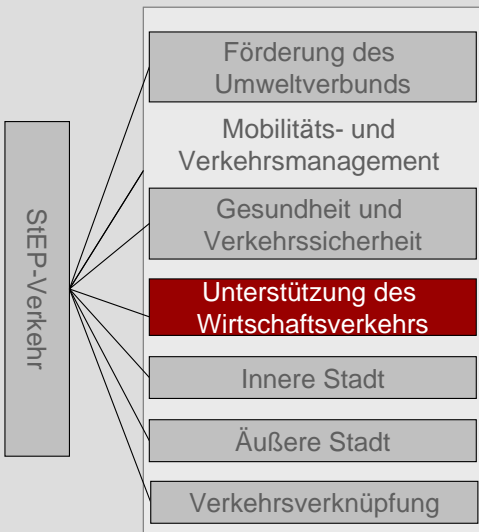 StEP-Verkehr
Förderung des
Umweltverbunds
Mobilitäts- und
Verkehrsmanagement
Gesundheit und
Verkehrssicherheit
Unterstützung des
Wirtschaftsverkehrs
Innere Stadt
Äußere Stadt
Verkehrsverknüpfung